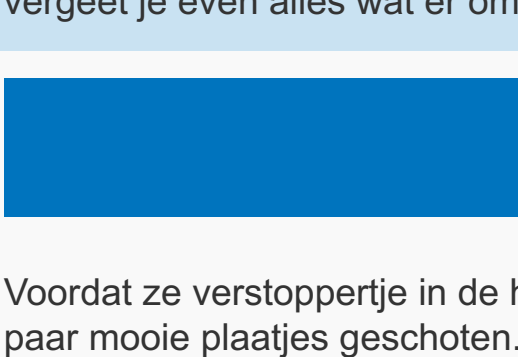 vergeet je even alles wat er om
Voordat ze verstoppertje in de
paar mooie plaatjes geschoten.